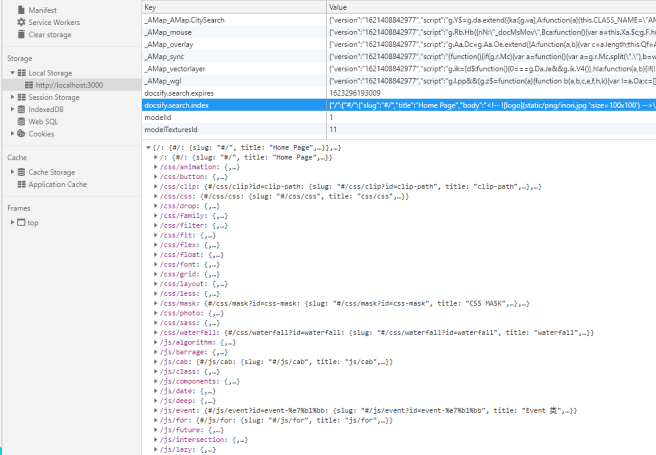 Manifest
Service Workers
Clear storage
Storage
Local Storage
http://localhost:3000
Session Storage
IndexedDB
Web SQL
Cookies
Cache
Cache Storage
Application Cache
Frames
top
Key Value
_AMap_AMap.CitySearch {"version":"1621408842977","script":"g.Y$=g.da.extend({ka:[g.va],A:function(a){this.CLASS_NAME="AM
_AMap_mouse {"version":"1621408842977","script":"g.Rb.Hb({nN:\"_docMsMov\",Bca:function(){var a=this.Xa.$c;g.h
_AMap_overlay {"version":"1621408842977","script":"g.Aa.Dc=g.Aa.Oe.extend({A:function(a,b){var c=a.length;this.QF=
_AMap_sync {"version":"1621408842977","script":"(function(){if(g.r.Mc){var a=function(){var a=g.r.Mc.split(\",\"),b=
_AMap_vectorlayer {"version":"1621408842977","script":"g.ik=(d$function(){0===g.Da.Je&&g.ik.V4()},hla:function(a,b){if(!
_AMap_wgl {"version":"1621408842977","script":"g.l.pp&&(g.z$=function(a){function b(a,b,c,e,f,h,k){var l=a.Oa;c=
docsify.search.expires 1623296193009
docsify.search.index {"/":{"#/":{"slug":"#/","title":"Home Page","body":"<!-- ![logo](static/png/inori.jpg 'size=100x100') -->\
modelId 1
modelTexturesId 11
{/: {#/: {slug: "#/", title: "Home Page",…}},…}
/: {#/: {slug: "#/", title: "Home Page",…}}
/css/animation: {,…}
/css/button: {,…}
/css/clip: {#/css/clip?id=clip-path: {slug: "#/css/clip?id=clip-path", title: "clip-path",…},…}
/css/css: {#/css/css: {slug: "#/css/css", title: "css/css",…}}
/css/drop: {,…}
/css/family: {,…}
/css/filter: {,…}
/css/fit: {,…}
/css/flex: {,…}
/css/float: {,…}
/css/font: {,…}
/css/grid: {,…}
/css/layout: {,…}
/css/less: {,…}
/css/mask: {#/css/mask?id=css-mask: {slug: "#/css/mask?id=css-mask", title: "CSS MASK",…},…}
/css/photo: {,…}
/css/sass: {,…}
/css/waterfall: {#/css/waterfall?id=waterfall: {slug: "#/css/waterfall?id=waterfall", title: "waterfall",…}}
/js/algorithm: {,…}
/js/barrage: {,…}
/js/cab: {#/js/cab: {slug: "#/js/cab", title: "js/cab",…}}
/js/class: {,…}
/js/components: {,…}
/js/date: {,…}
/js/deep: {,…}
/js/event: {#/js/event?id=event-%e7%b1%bb: {slug: "#/js/event?id=event-%e7%b1%bb", title: "Event 类",…}}
/js/for: {#/js/for: {slug: "#/js/for", title: "js/for",…}}
/js/future: {,…}
/js/intersection: {,…}
/js/lazy: {,…}